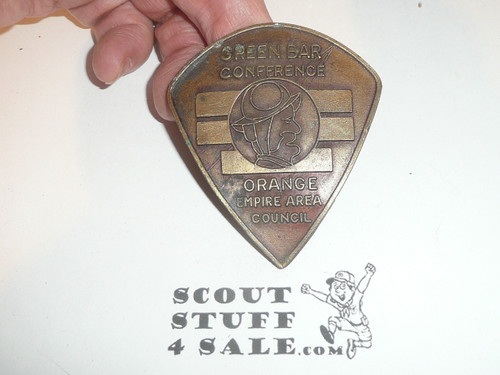 GREEN BAR
CONFERENCE
ORANGE
EMPIRE AREA
COUNCIL
SCOUT
STUFF
4 SALE.COM